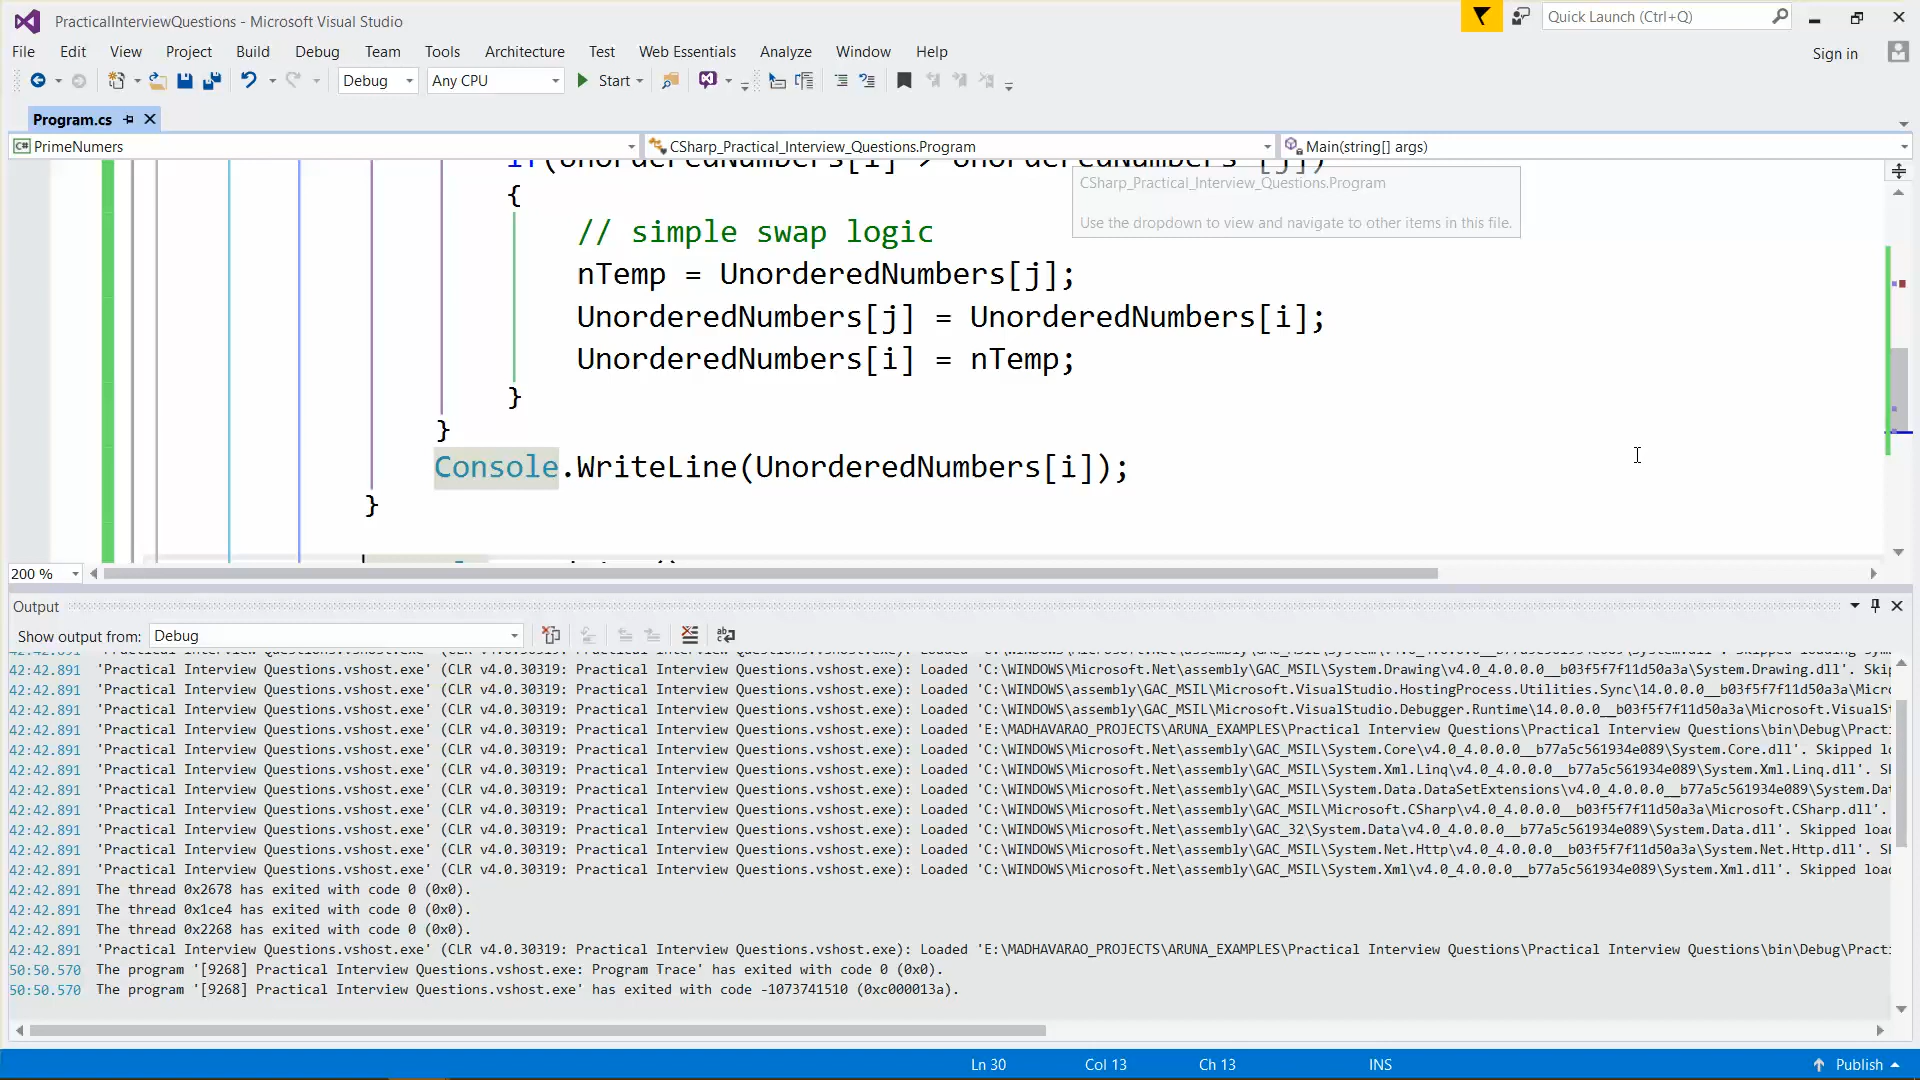 PracticalInterviewQuestions - Microsoft Visual Studio
Quick Launch (Ctrl+Q)
File Edit View Project Build Debug Team Tools Architecture Test Web Essentials Analyze Window Help
Sign in
Debug Any CPU Start
Program.cs
C# PrimeNumers CSharp_Practical_Interview_Questions.Program Main(string[] args)
if(UnorderedNumbers[i] > UnorderedNumbers [j])
CSharp_Practical_Interview_Questions.Program
Use the dropdown to view and navigate to other items in this file.
{
// simple swap logic
nTemp = UnorderedNumbers[j];
UnorderedNumbers[j] = UnorderedNumbers[i];
UnorderedNumbers[i] = nTemp;
}
}
Console.WriteLine(UnorderedNumbers[i]);
}
200 %
Output
Show output from: Debug
42:42.891 'Practical Interview Questions.vshost.exe' (CLR v4.0.30319: Practical Interview Questions.vshost.exe): Loaded 'C:\WINDOWS\Microsoft.Net\assembly\GAC_MSIL\System.Drawing\v4.0_4.0.0.0__b03f5f7f11d50a3a\System.Drawing.dll'. Skip
42:42.891 'Practical Interview Questions.vshost.exe' (CLR v4.0.30319: Practical Interview Questions.vshost.exe): Loaded 'C:\WINDOWS\assembly\GAC_MSIL\Microsoft.VisualStudio.HostingProcess.Utilities.Sync\14.0.0.0__b03f5f7f11d50a3a\Micro
42:42.891 'Practical Interview Questions.vshost.exe' (CLR v4.0.30319: Practical Interview Questions.vshost.exe): Loaded 'C:\WINDOWS\assembly\GAC_MSIL\Microsoft.VisualStudio.Debugger.Runtime\14.0.0.0__b03f5f7f11d50a3a\Microsoft.VisualSt
42:42.891 'Practical Interview Questions.vshost.exe' (CLR v4.0.30319: Practical Interview Questions.vshost.exe): Loaded 'E:\MADHAVARAO_PROJECTS\ARUNA_EXAMPLES\Practical Interview Questions\Practical Interview Questions\bin\Debug\Practi
42:42.891 'Practical Interview Questions.vshost.exe' (CLR v4.0.30319: Practical Interview Questions.vshost.exe): Loaded 'C:\WINDOWS\Microsoft.Net\assembly\GAC_MSIL\System.Core\v4.0_4.0.0.0__b77a5c561934e089\System.Core.dll'. Skipped lo
42:42.891 'Practical Interview Questions.vshost.exe' (CLR v4.0.30319: Practical Interview Questions.vshost.exe): Loaded 'C:\WINDOWS\Microsoft.Net\assembly\GAC_MSIL\System.Xml.Linq\v4.0_4.0.0.0__b77a5c561934e089\System.Xml.Linq.dll'. Sk
42:42.891 'Practical Interview Questions.vshost.exe' (CLR v4.0.30319: Practical Interview Questions.vshost.exe): Loaded 'C:\WINDOWS\Microsoft.Net\assembly\GAC_MSIL\System.Data.DataSetExtensions\v4.0_4.0.0.0__b77a5c561934e089\System.Dat
42:42.891 'Practical Interview Questions.vshost.exe' (CLR v4.0.30319: Practical Interview Questions.vshost.exe): Loaded 'C:\WINDOWS\Microsoft.Net\assembly\GAC_MSIL\Microsoft.CSharp\v4.0_4.0.0.0__b03f5f7f11d50a3a\Microsoft.CSharp.dll'.
42:42.891 'Practical Interview Questions.vshost.exe' (CLR v4.0.30319: Practical Interview Questions.vshost.exe): Loaded 'C:\WINDOWS\Microsoft.Net\assembly\GAC_32\System.Data\v4.0_4.0.0.0__b77a5c561934e089\System.Data.dll'. Skipped load
42:42.891 'Practical Interview Questions.vshost.exe' (CLR v4.0.30319: Practical Interview Questions.vshost.exe): Loaded 'C:\WINDOWS\Microsoft.Net\assembly\GAC_MSIL\System.Net.Http\v4.0_4.0.0.0__b03f5f7f11d50a3a\System.Net.Http.dll'. Sk
42:42.891 'Practical Interview Questions.vshost.exe' (CLR v4.0.30319: Practical Interview Questions.vshost.exe): Loaded 'C:\WINDOWS\Microsoft.Net\assembly\GAC_MSIL\System.Xml\v4.0_4.0.0.0__b77a5c561934e089\System.Xml.dll'. Skipped load
42:42.891 The thread 0x2678 has exited with code 0 (0x0).
42:42.891 The thread 0x1ce4 has exited with code 0 (0x0).
42:42.891 The thread 0x2268 has exited with code 0 (0x0).
42:42.891 'Practical Interview Questions.vshost.exe' (CLR v4.0.30319: Practical Interview Questions.vshost.exe): Loaded 'E:\MADHAVARAO_PROJECTS\ARUNA_EXAMPLES\Practical Interview Questions\Practical Interview Questions\bin\Debug\Practi
50:50.570 The program '[9268] Practical Interview Questions.vshost.exe: Program Trace' has exited with code 0 (0x0).
50:50.570 The program '[9268] Practical Interview Questions.vshost.exe' has exited with code -1073741510 (0xc000013a).
Ln 30 Col 13 Ch 13 INS Publish